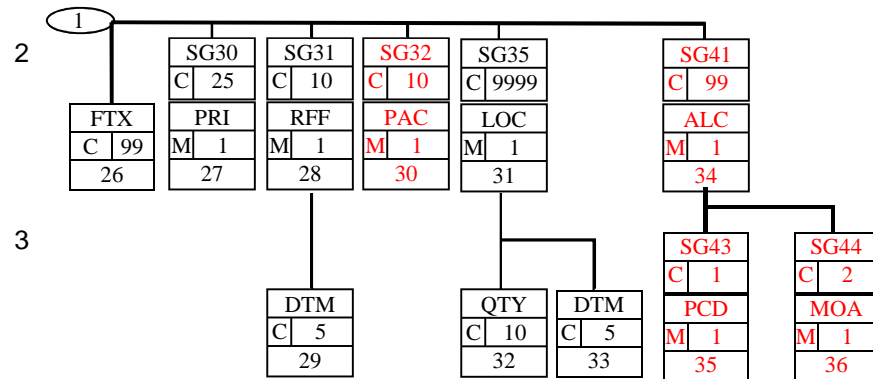 1
2
SG30 SG31 SG32 SG35 SG41
C 25 C 10 C 10 C 9999 C 99
FTX PRI RFF PAC LOC ALC
C 99 M 1 M 1 M 1 M 1 M 1
26 27 28 30 31 34
3
SG43 SG44
C 1 C 2
DTM QTY DTM PCD MOA
C 5 C 10 C 5 M 1 M 1
29 32 33 35 36